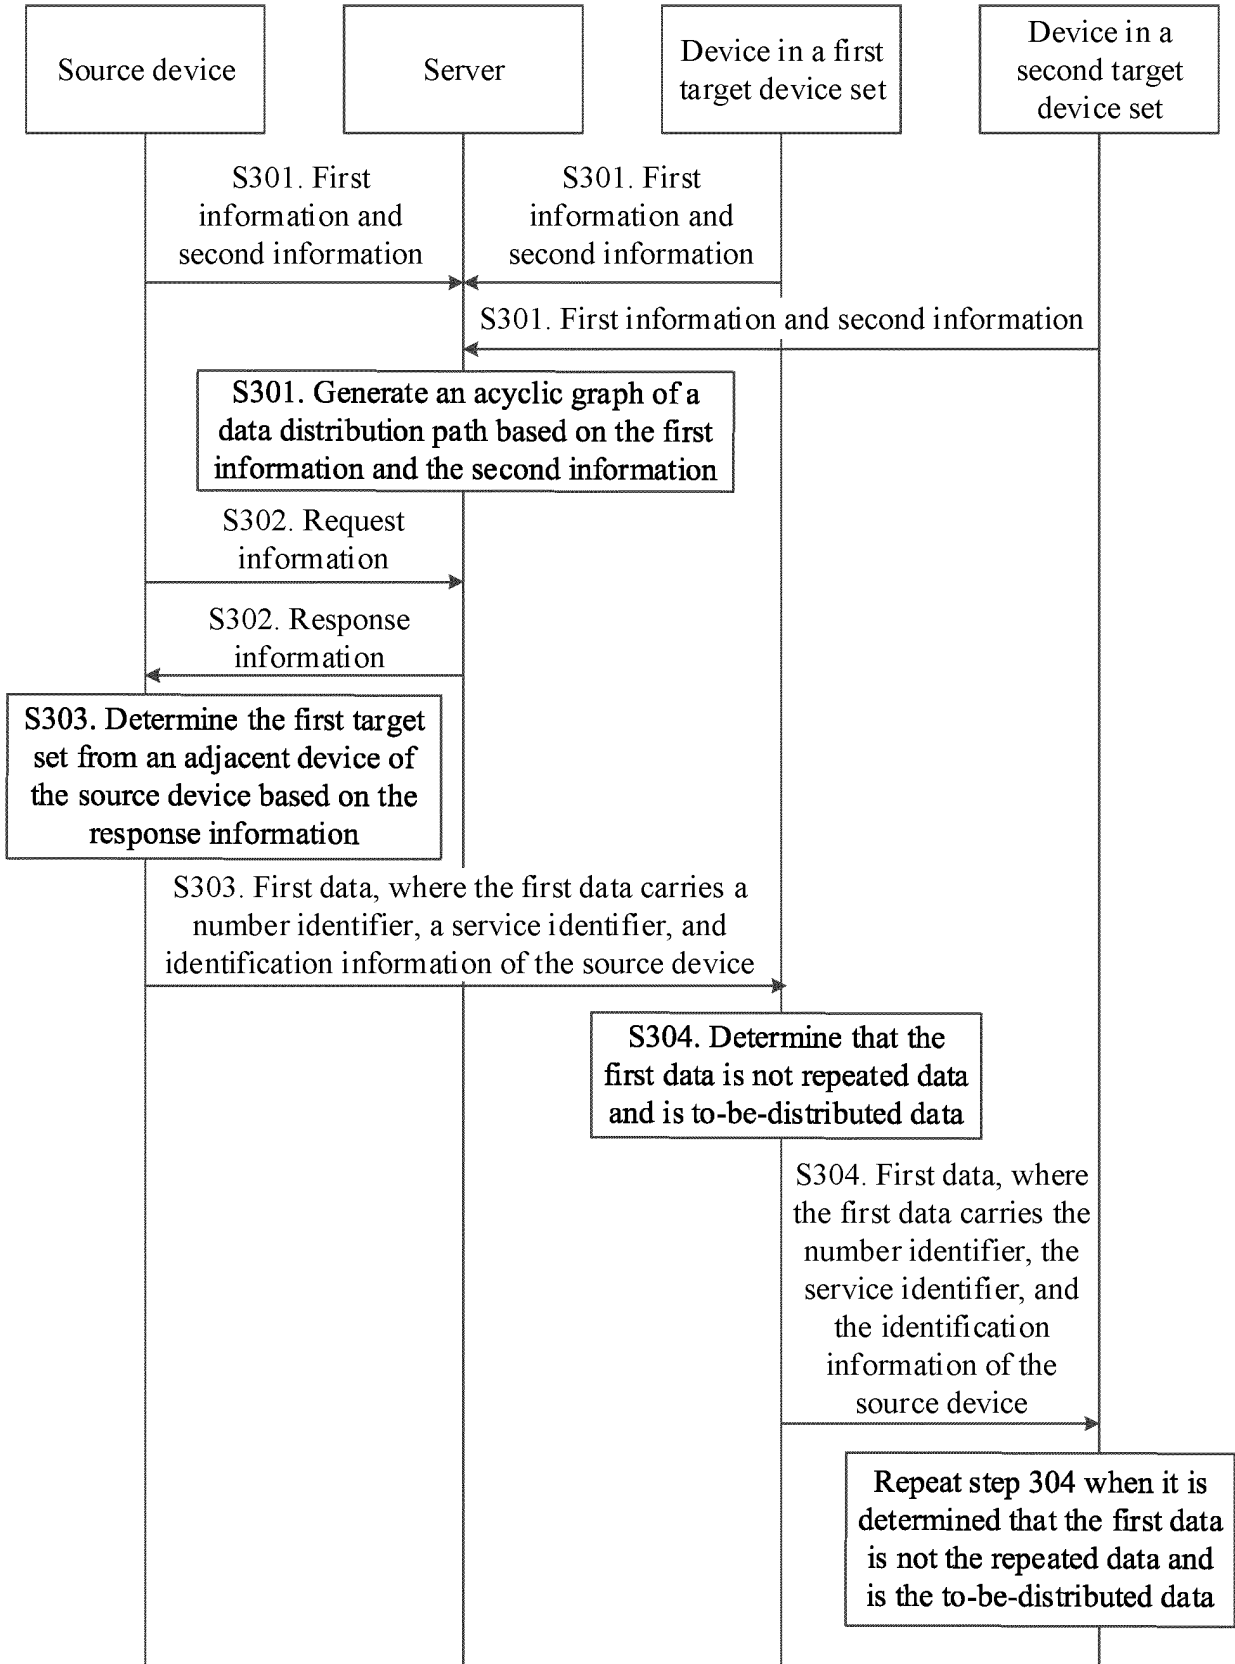 Source device
Server
Device in a first
target device set
Device in a
second target
device set
S301. First
information and
second information
S301. First
information and
second information
S301. First information and second information
S301. Generate an acyclic graph of a
data distribution path based on the first
information and the second information
S302. Request
information
S302. Response
information
S303. Determine the first target
set from an adjacent device of
the source device based on the
response information
S303. First data, where the first data carries a
number identifier, a service identifier, and
identification information of the source device
S304. Determine that the
first data is not repeated data
and is to-be-distributed data
S304. First data, where
the first data carries the
number identifier, the
service identifier, and
the identification
information of the
source device
Repeat step 304 when it is
determined that the first data
is not the repeated data and
is the to-be-distributed data